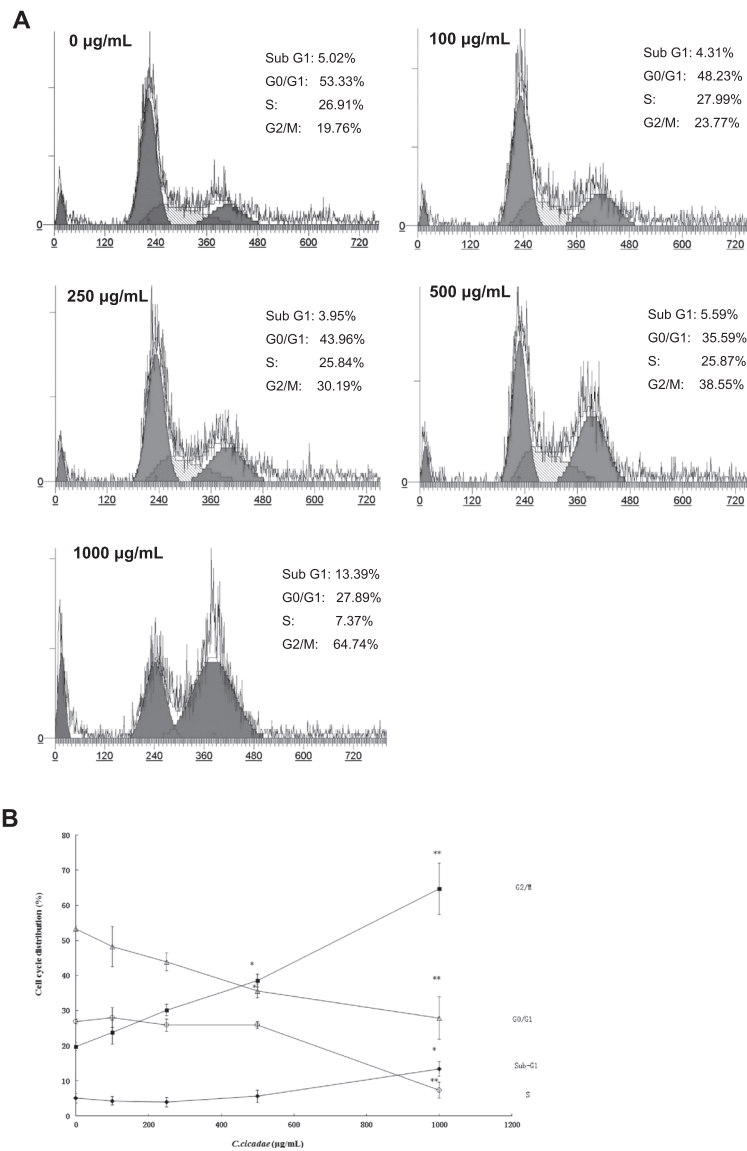 A
0 µg/mL
Sub G1: 5.02%
G0/G1: 53.33%
S: 26.91%
G2/M: 19.76%
0
0 120 240 360 480 600 720
100 µg/mL
Sub G1: 4.31%
G0/G1: 48.23%
S: 27.99%
G2/M: 23.77%
0
0 120 240 360 480 600 720
250 µg/mL
Sub G1: 3.95%
G0/G1: 43.96%
S: 25.84%
G2/M: 30.19%
0
0 120 240 360 480 600 720
500 µg/mL
Sub G1: 5.59%
G0/G1: 35.59%
S: 25.87%
G2/M: 38.55%
0
0 120 240 360 480 600 720
1000 µg/mL
Sub G1: 13.39%
G0/G1: 27.89%
S: 7.37%
G2/M: 64.74%
0
0 120 240 360 480 600 720
B
Cell cycle distribution (%)
80
70
60
50
40
30
20
10
0
**
*
*
**
*
**
G2/M
G0/G1
Sub-G1
S
0 200 400 600 800 1000 1200
C.cicadae (µg/mL)